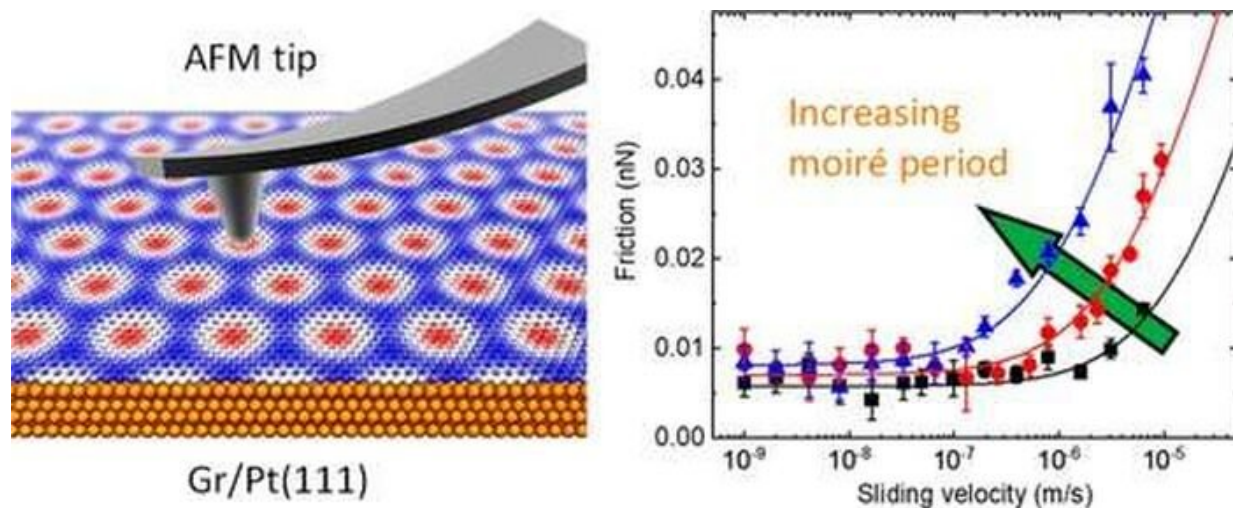 AFM tip
Gr/Pt(111)
Increasing
moiré period
Friction (nN)
0.04
0.03
0.02
0.01
0.00
10⁻⁹ 10⁻⁸ 10⁻⁷ 10⁻⁶ 10⁻⁵
Sliding velocity (m/s)